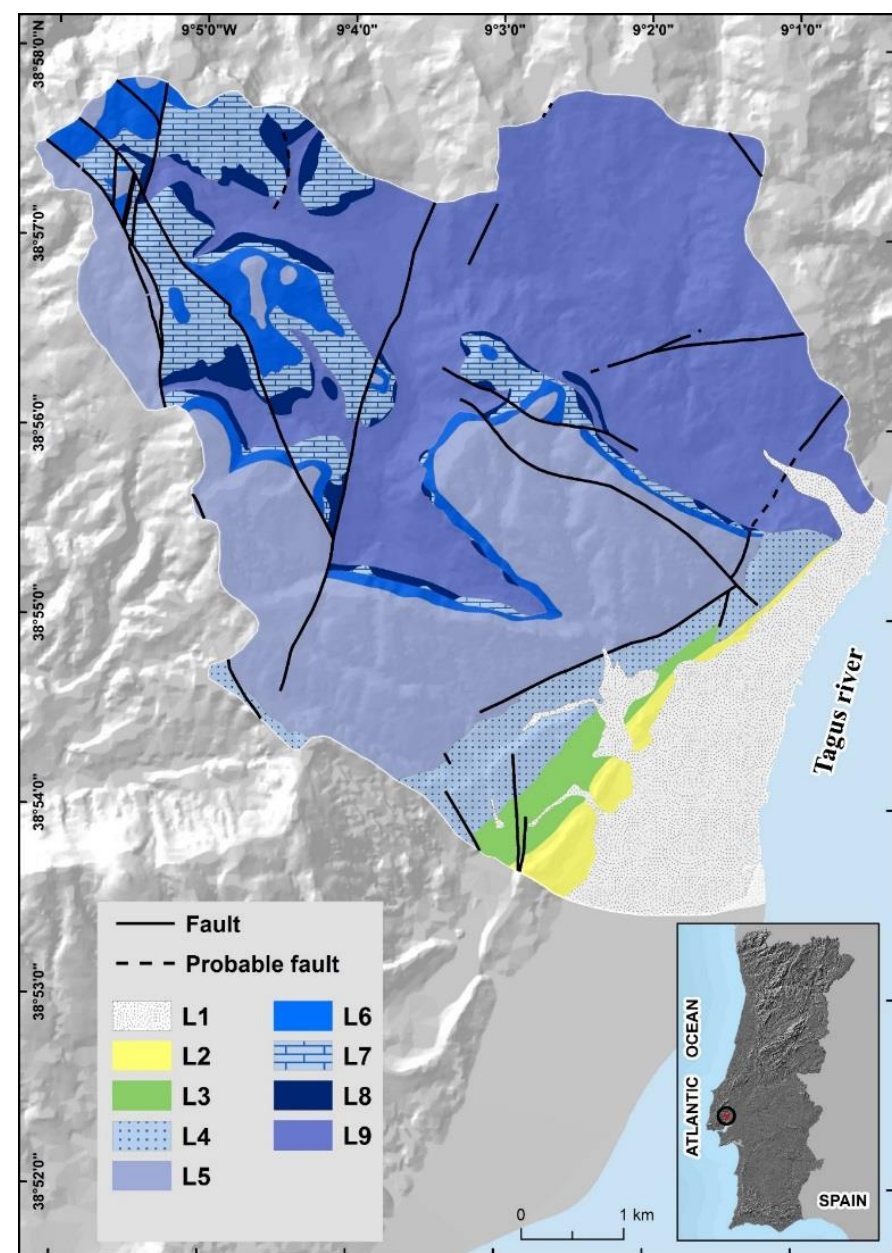 9°5'0"W
9°4'0"
9°3'0"
9°2'0"
9°1'0"
38°58'0"N
38°57'0"
38°56'0"
38°55'0"
38°54'0"
38°53'0"
38°52'0"
Tagus river
Fault
Probable fault
L1
L2
L3
L4
L5
L6
L7
L8
L9
0
1 km
ATLANTIC OCEAN
SPAIN